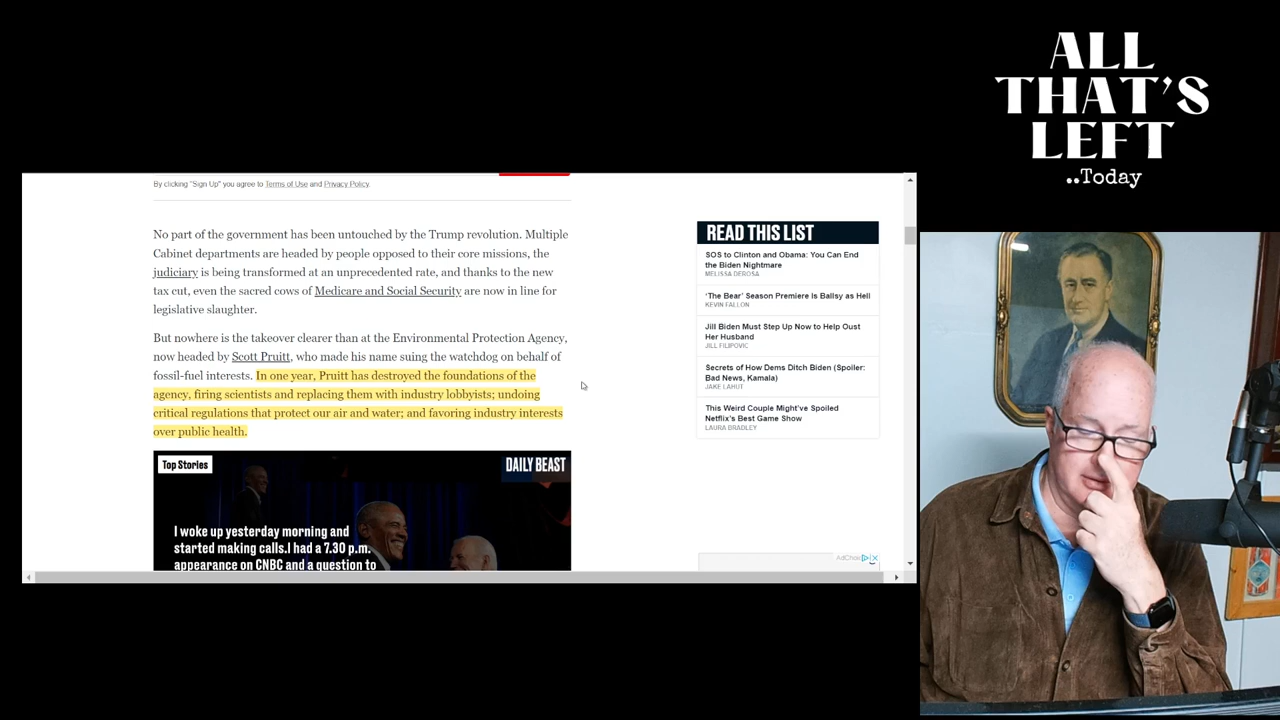 ALL
THAT'S
LEFT
..Today
By clicking "Sign Up" you agree to Terms of Use and Privacy Policy.
No part of the government has been untouched by the Trump revolution. Multiple
Cabinet departments are headed by people opposed to their core missions, the
judiciary is being transformed at an unprecedented rate, and thanks to the new
tax cut, even the sacred cows of Medicare and Social Security are now in line for
legislative slaughter.
But nowhere is the takeover clearer than at the Environmental Protection Agency,
now headed by Scott Pruitt, who made his name suing the watchdog on behalf of
fossil-fuel interests. In one year, Pruitt has destroyed the foundations of the
agency, firing scientists and replacing them with industry lobbyists; undoing
critical regulations that protect our air and water; and favoring industry interests
over public health.
Top Stories
DAILY BEAST
I woke up yesterday morning and
started making calls.I had a 7.30 p.m.
appearance on CNBC and a question to
READ THIS LIST
SOS to Clinton and Obama: You Can End
the Biden Nightmare
MELISSA DEROSA
'The Bear' Season Premiere Is Ballsy as Hell
KEVIN FALLON
Jill Biden Must Step Up Now to Help Oust
Her Husband
JILL FILIPOVIC
Secrets of How Dems Ditch Biden (Spoiler:
Bad News, Kamala)
JAKE LAHUT
This Weird Couple Might've Spoiled
Netflix's Best Game Show
LAURA BRADLEY